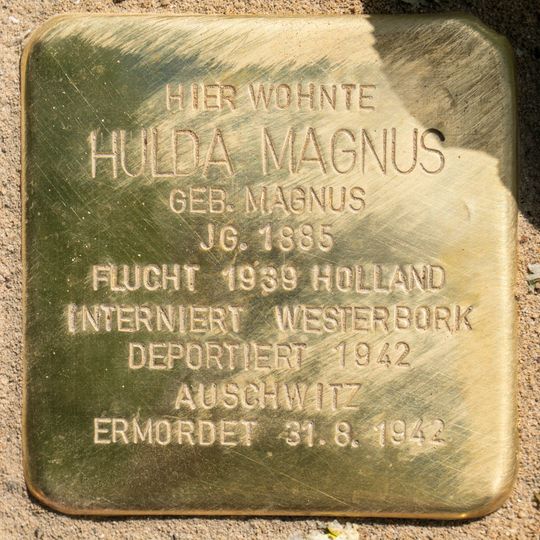 HIER WOHNTE
HULDA MAGNUS
GEB. MAGNUS
JG. 1885
FLUCHT 1939 HOLLAND
INTERNIERT WESTERBORK
DEPORTIERT 1942
AUSCHWITZ
ERMORDET 31.8.1942